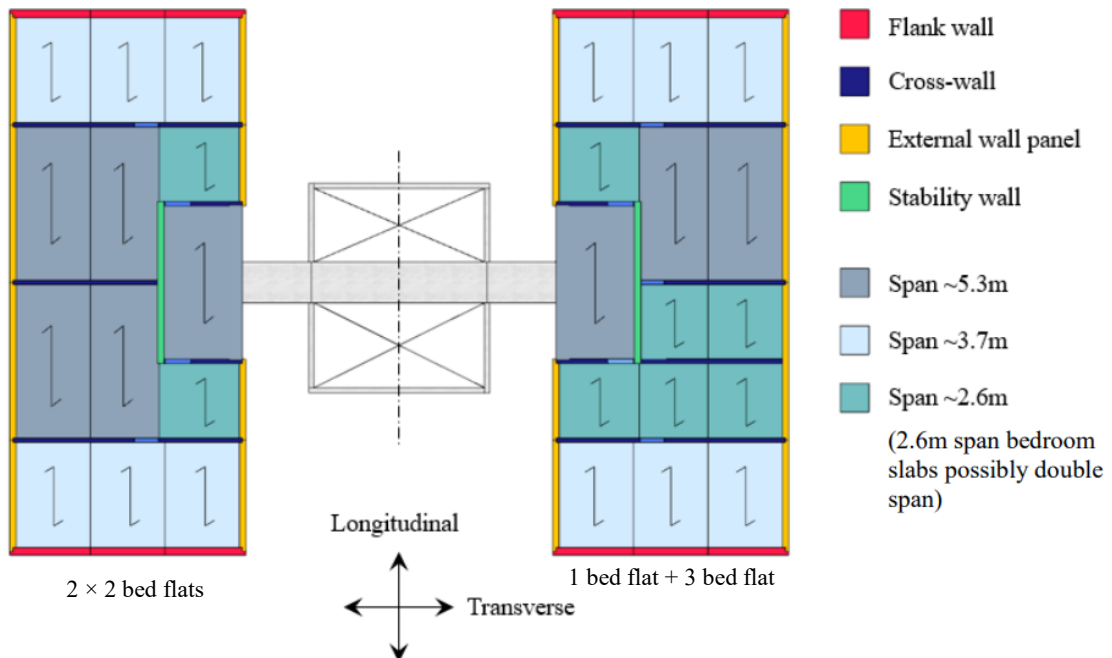 Flank wall
Cross-wall
External wall panel
Stability wall
Span ~5.3m
Span ~3.7m
Span ~2.6m
(2.6m span bedroom
slabs possibly double
span)
Longitudinal
Transverse
2 × 2 bed flats
1 bed flat + 3 bed flat